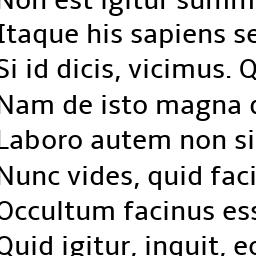 Non est igitur summ
Itaque his sapiens se
Si id dicis, vicimus. Q
Nam de isto magna
Laboro autem non si
Nunc vides, quid faci
Occultum facinus ess
Quid igitur, inquit, eo